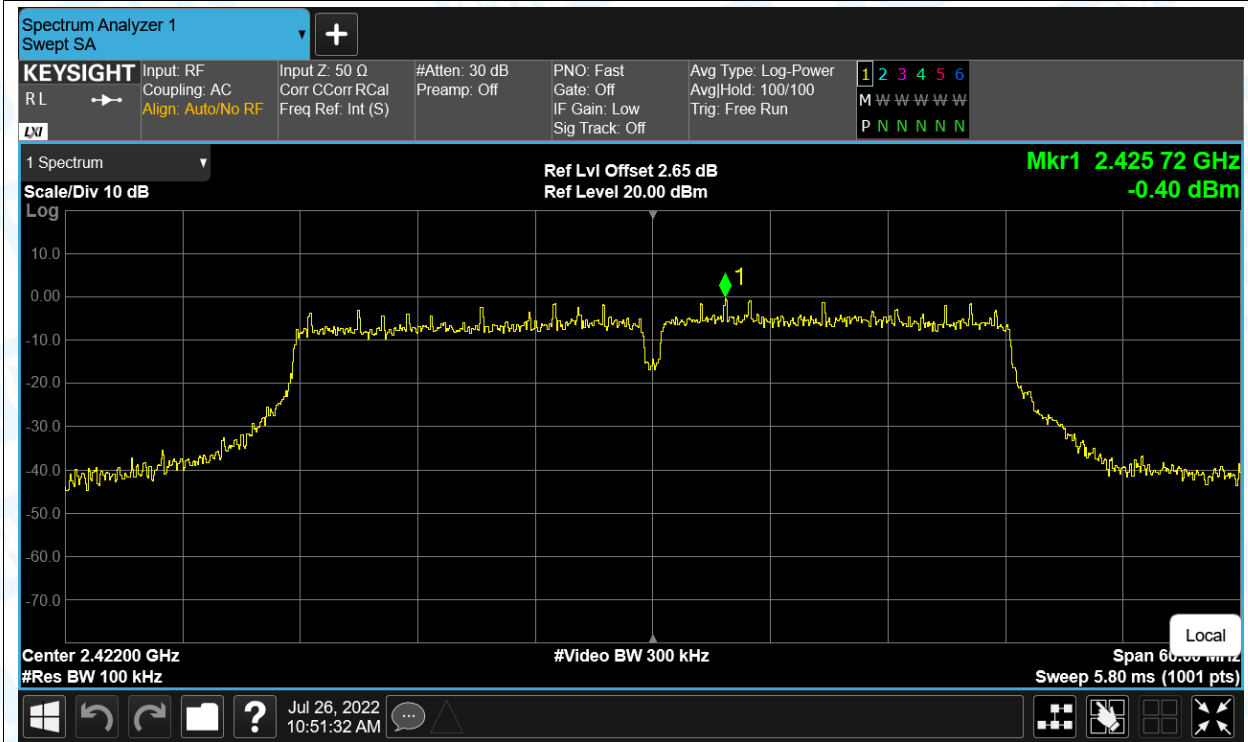 Spectrum Analyzer 1
Swept SA
+
KEYSIGHT
R L
LXI
Input: RF
Coupling: AC
Align: Auto/No RF
Input Z: 50 Ω
Corr CCorr RCal
Freq Ref: Int (S)
#Atten: 30 dB
Preamp: Off
PNO: Fast
Gate: Off
IF Gain: Low
Sig Track: Off
Avg Type: Log-Power
Avg|Hold: 100/100
Trig: Free Run
1 2 3 4 5 6
M W W W W W
P N N N N N
1 Spectrum
Scale/Div 10 dB
Log
Ref Lvl Offset 2.65 dB
Ref Level 20.00 dBm
Mkr1 2.425 72 GHz
-0.40 dBm
10.0
0.00
-10.0
-20.0
-30.0
-40.0
-50.0
-60.0
-70.0
1
Local
Center 2.42200 GHz
#Res BW 100 kHz
#Video BW 300 kHz
Span 60.00 MHz
Sweep 5.80 ms (1001 pts)
?
Jul 26, 2022
10:51:32 AM